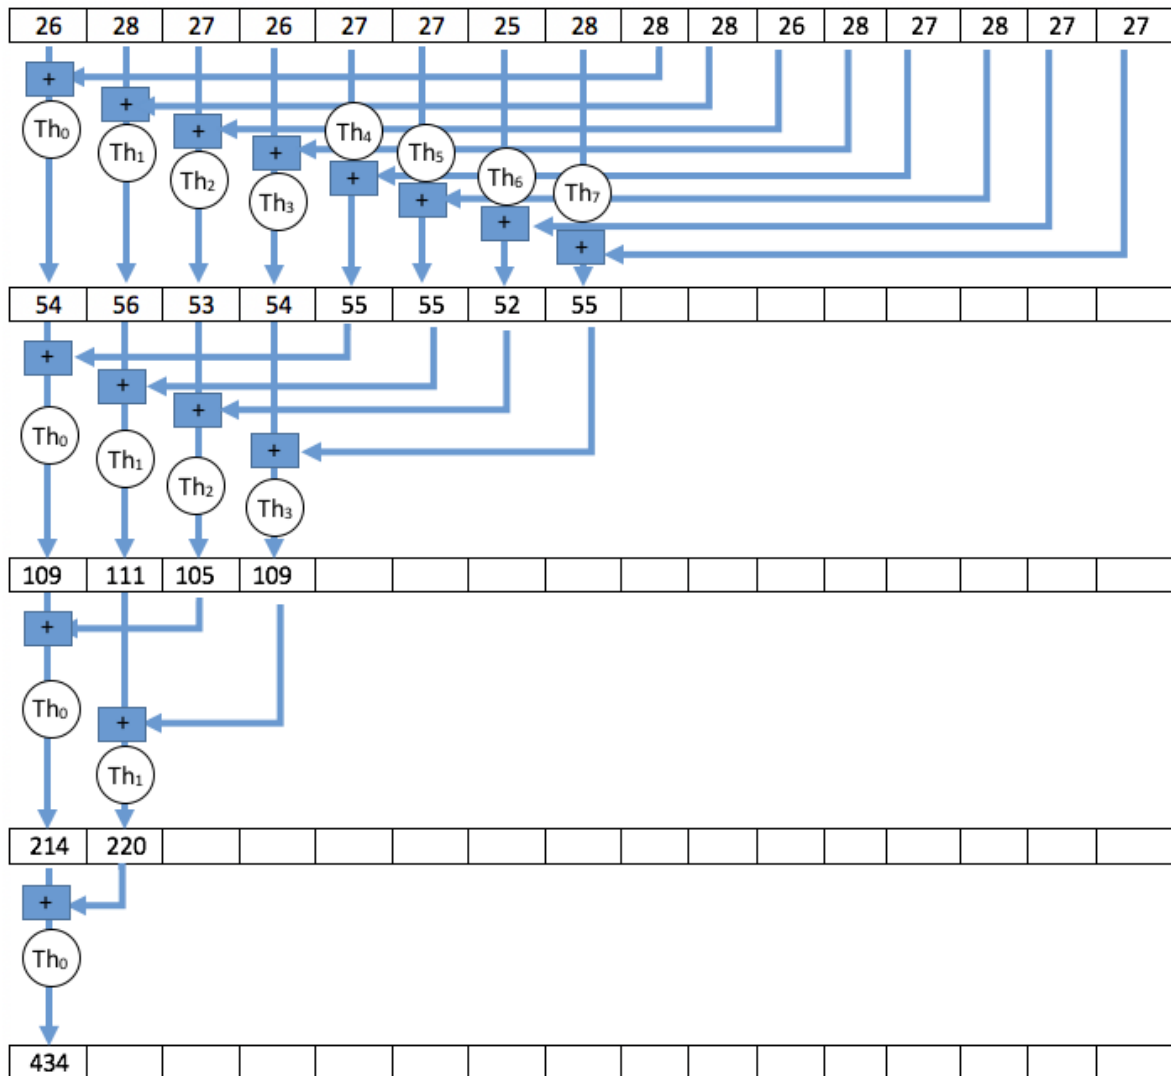 26 28 27 26 27 27 25 28 28 28 26 28 27 28 27 27
+
+
+
+
Th0 Th1 Th2 Th3 Th4 Th5 Th6 Th7
+
+
+
+
54 56 53 54 55 55 52 55
+
+
+
+
Th0 Th1 Th2 Th3
109 111 105 109
+
Th0
+
Th1
214 220
+
Th0
434